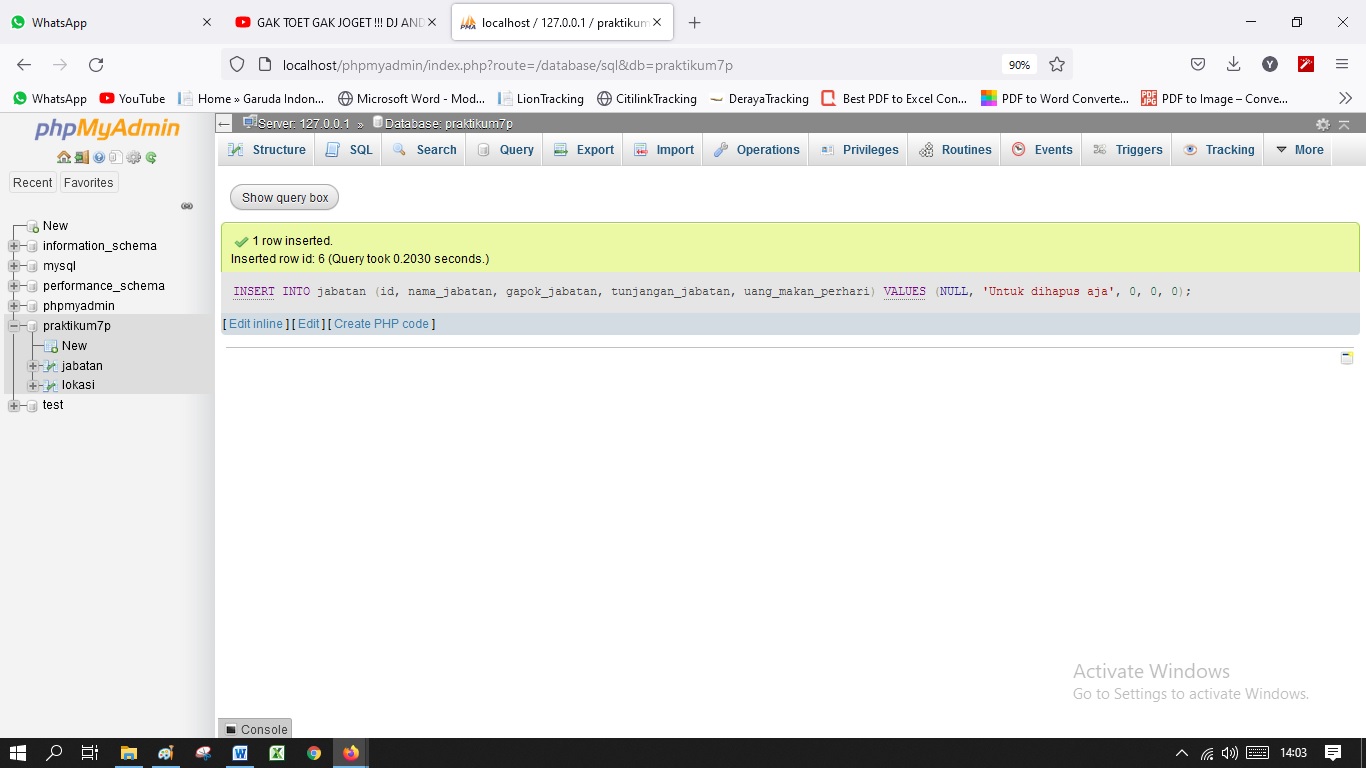 WhatsApp
GAK TOET GAK JOGET !!! DJ AND
localhost / 127.0.0.1 / praktikum
localhost/phpmyadmin/index.php?route=/database/sql&db=praktikum7p
90%
Y
WhatsApp YouTube Home » Garuda Indon... Microsoft Word - Mod... LionTracking CitilinkTracking DerayaTracking Best PDF to Excel Con... PDF to Word Converte... PDF to Image – Conve...
phpMyAdmin
Server: 127.0.0.1 » Database: praktikum7p
Structure SQL Search Query Export Import Operations Privileges Routines Events Triggers Tracking More
Recent Favorites
New
information_schema
mysql
performance_schema
phpmyadmin
praktikum7p
New
jabatan
lokasi
test
Show query box
1 row inserted.
Inserted row id: 6 (Query took 0.2030 seconds.)
INSERT INTO jabatan (id, nama_jabatan, gapok_jabatan, tunjangan_jabatan, uang_makan_perhari) VALUES (NULL, 'Untuk dihapus aja', 0, 0, 0);
[ Edit inline ] [ Edit ] [ Create PHP code ]
Activate Windows
Go to Settings to activate Windows.
Console
14:03